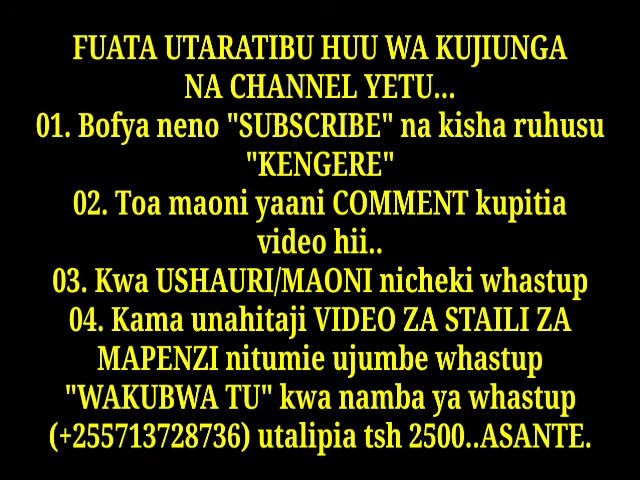 FUATA UTARATIBU HUU WA KUJIUNGA
NA CHANNEL YETU...
01. Bofya neno "SUBSCRIBE" na kisha ruhusu
"KENGERE"
02. Toa maoni yaani COMMENT kupitia
video hii..
03. Kwa USHAURI/MAONI nicheki whastup
04. Kama unahitaji VIDEO ZA STAILI ZA
MAPENZI nitumie ujumbe whastup
"WAKUBWA TU" kwa namba ya whastup
(+255713728736) utalipia tsh 2500..ASANTE.